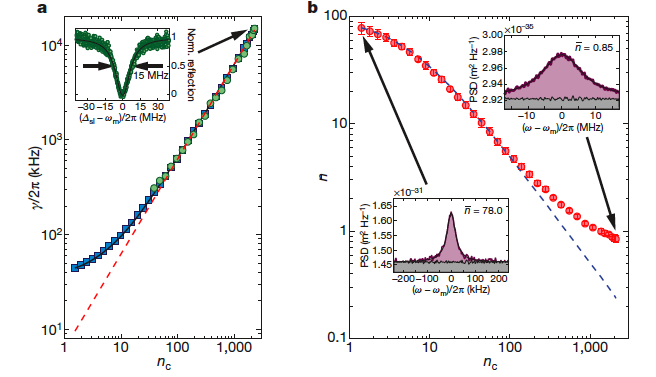 a
γ/2π (kHz)
10⁴
10³
10²
10¹
1
10
100
1,000
n_c
Norm. reflection
1
0.5
0
15 MHz
−30
−15
0
15
30
(Δ_sl − ω_m)/2π (MHz)
b
n̄
100
10
1
0.1
1
10
100
1,000
n_c
×10⁻³⁵
PSD (m² Hz⁻¹)
3.00
2.98
2.96
2.94
2.92
n̄ = 0.85
−10
0
10
(ω − ω_m)/2π (MHz)
×10⁻³¹
PSD (m² Hz⁻¹)
1.65
1.55
1.50
1.45
n̄ = 78.0
−200
−100
0
100
200
(ω − ω_m)/2π (kHz)